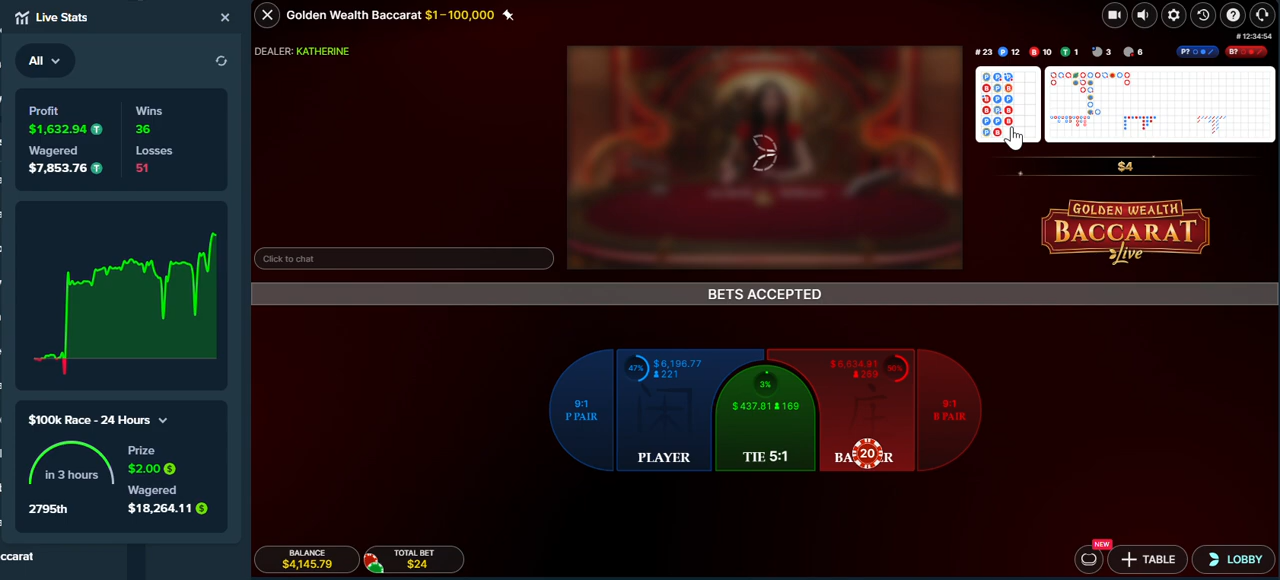 Live Stats
All
Profit
$1,632.94
Wins
36
Wagered
$7,853.76
Losses
51
$100k Race - 24 Hours
in 3 hours
2795th
Prize
$2.00
Wagered
$18,264.11
ccarat
Golden Wealth Baccarat $1–100,000
# 12:34:54
DEALER: KATHERINE
#23 P 12 B 10 T 1 3 6 P? B?
$4
GOLDEN WEALTH
BACCARAT
Live
Click to chat
BETS ACCEPTED
47% $6,196.77
221
$6,634.91 50%
269
3%
$437.81 169
9:1
P PAIR
闲
9:1
B PAIR
PLAYER
TIE 5:1
BA 20 R
BALANCE
$4,145.79
TOTAL BET
$24
NEW
TABLE
LOBBY